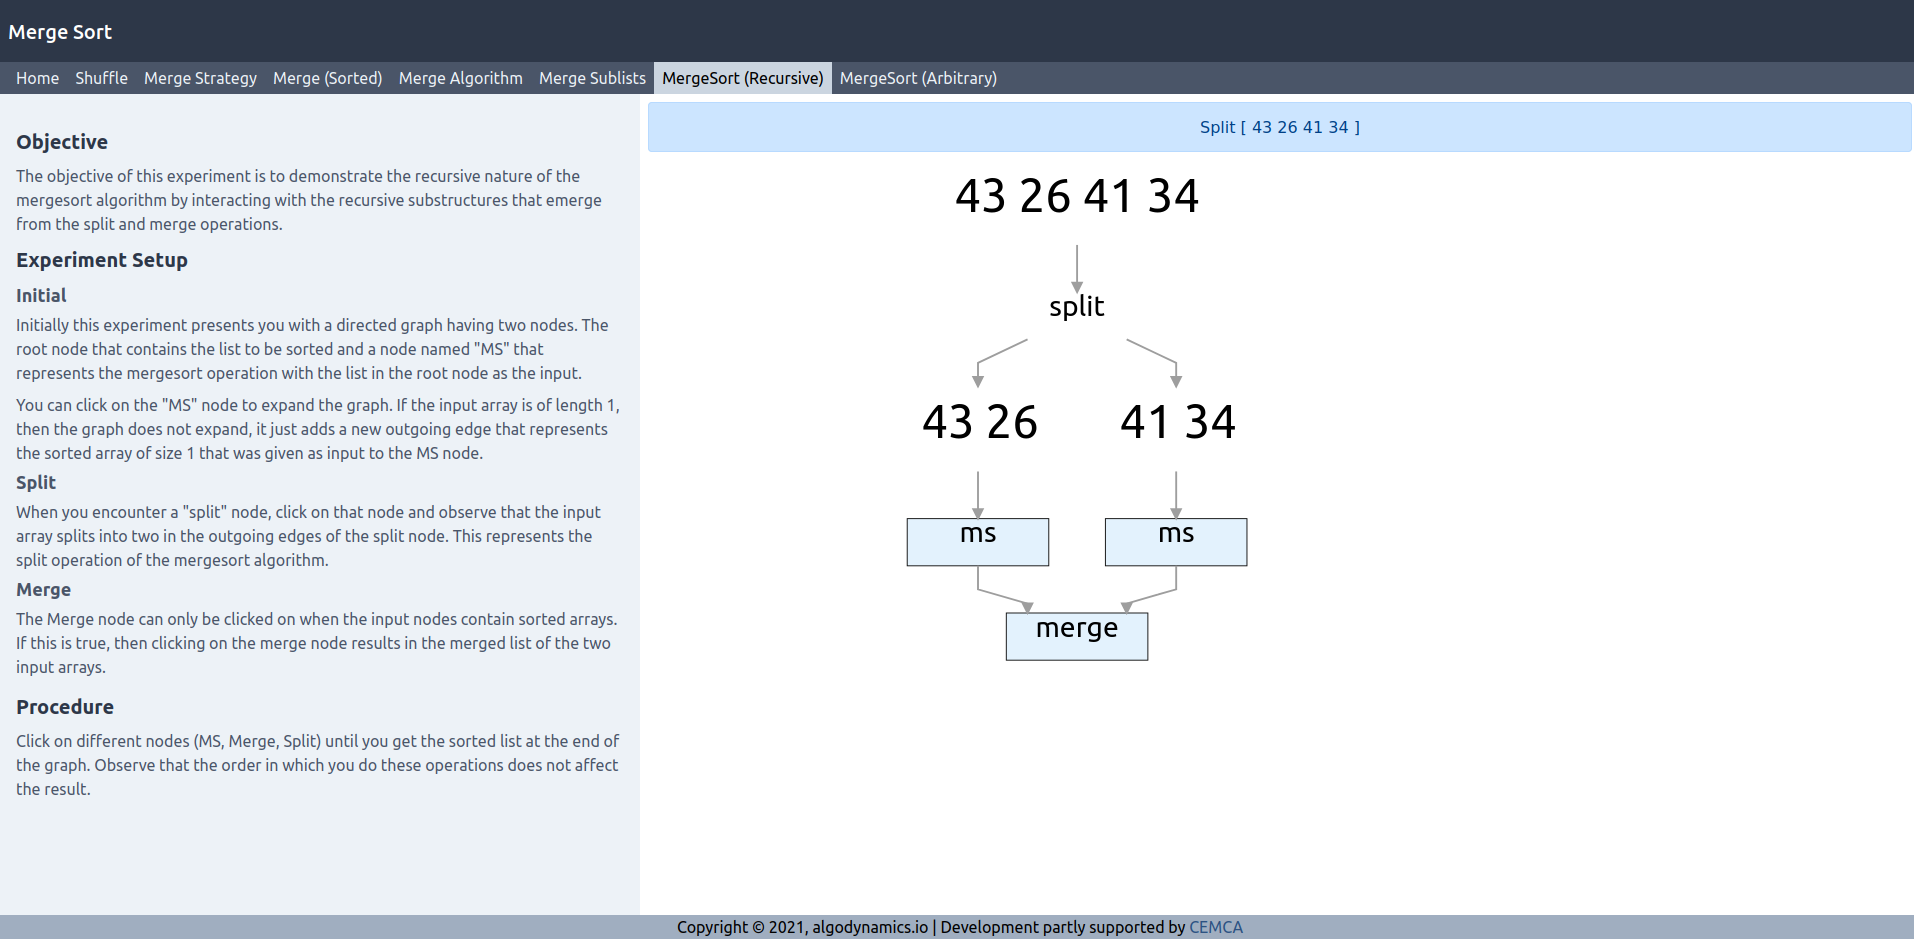 Merge Sort
Home Shuffle Merge Strategy Merge (Sorted) Merge Algorithm Merge Sublists MergeSort (Recursive) MergeSort (Arbitrary)
Objective
The objective of this experiment is to demonstrate the recursive nature of the
mergesort algorithm by interacting with the recursive substructures that emerge
from the split and merge operations.
Experiment Setup
Initial
Initially this experiment presents you with a directed graph having two nodes. The
root node that contains the list to be sorted and a node named "MS" that
represents the mergesort operation with the list in the root node as the input.
You can click on the "MS" node to expand the graph. If the input array is of length 1,
then the graph does not expand, it just adds a new outgoing edge that represents
the sorted array of size 1 that was given as input to the MS node.
Split
When you encounter a "split" node, click on that node and observe that the input
array splits into two in the outgoing edges of the split node. This represents the
split operation of the mergesort algorithm.
Merge
The Merge node can only be clicked on when the input nodes contain sorted arrays.
If this is true, then clicking on the merge node results in the merged list of the two
input arrays.
Procedure
Click on different nodes (MS, Merge, Split) until you get the sorted list at the end of
the graph. Observe that the order in which you do these operations does not affect
the result.
Split [ 43 26 41 34 ]
43 26 41 34
split
43 26 41 34
ms ms
merge
Copyright © 2021, algodynamics.io | Development partly supported by CEMCA